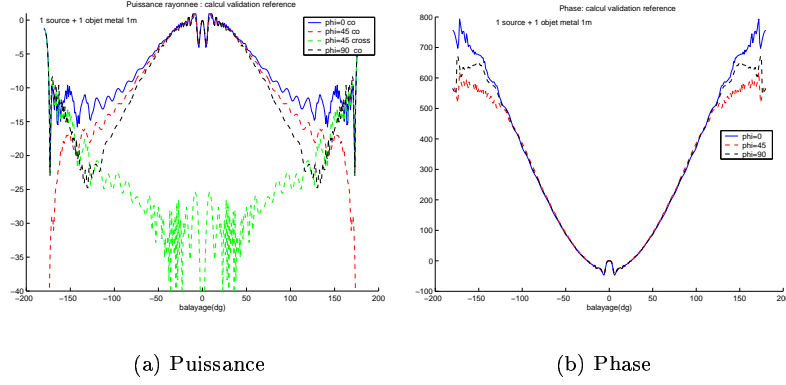 Puissance rayonnee : calcul validation reference
1 source + 1 objet metal 1m
phi=0 co
phi=45 co
phi=45 cross
phi=90 co
0
−5
−10
−15
−20
−25
−30
−35
−40
−200
−150
−100
−50
0
50
100
150
200
balayage(dg)
(a) Puissance
Phase: calcul validation reference
1 source + 1 objet metal 1m
phi=0
phi=45
phi=90
800
700
600
500
400
300
200
100
0
−100
−200
−150
−100
−50
0
50
100
150
200
balayage(dg)
(b) Phase